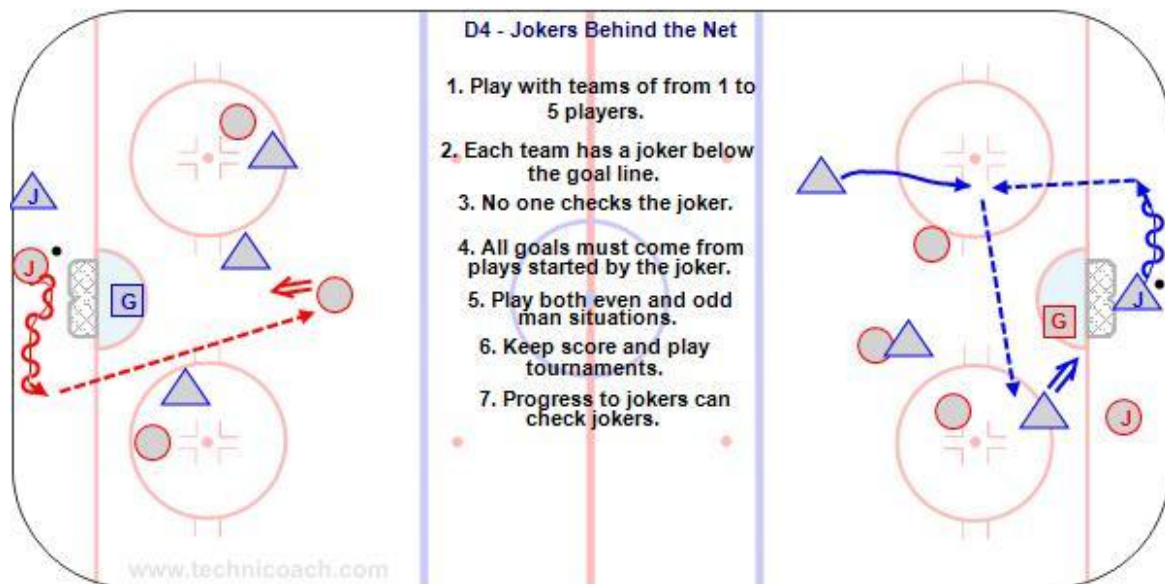 D4 - Jokers Behind the Net
1. Play with teams of from 1 to
5 players.
2. Each team has a joker below
the goal line.
3. No one checks the joker.
4. All goals must come from
plays started by the joker.
5. Play both even and odd
man situations.
6. Keep score and play
tournaments.
7. Progress to jokers can
check jokers.
J
J
G
J
G
J
www.technicoach.com